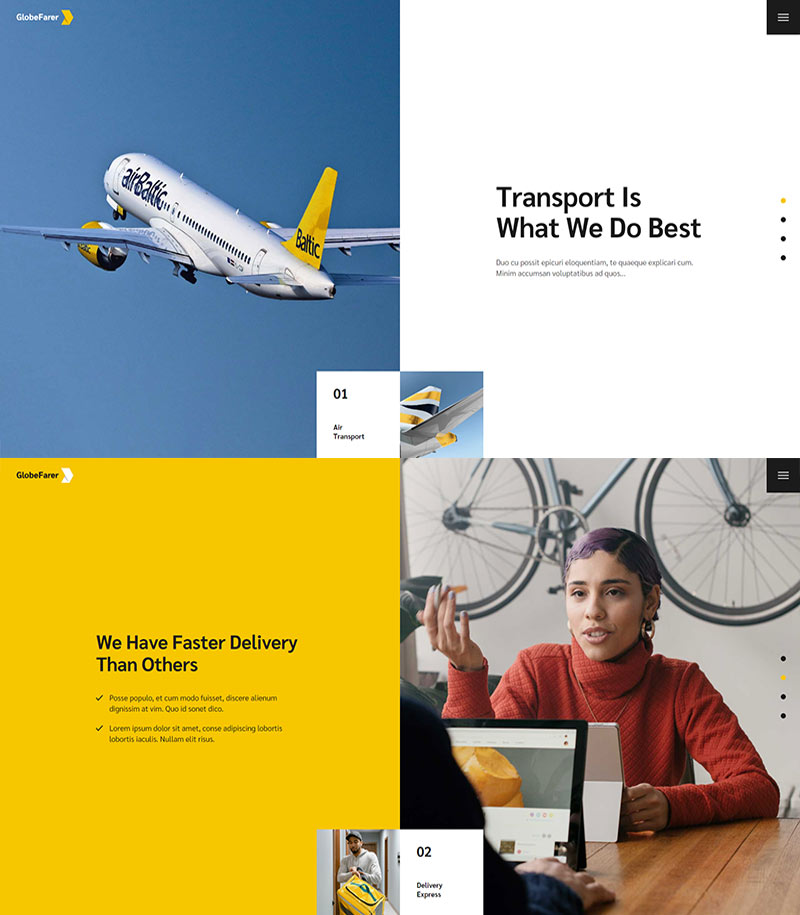 GlobeFarer
airBaltic
Baltic
Transport Is
What We Do Best
Duo cu possit epicuri eloquentiam, te quaeque explicari cum.
Minim accumsan voluptatibus ad quos...
01
Air
Transport
GlobeFarer
We Have Faster Delivery
Than Others
Posse populo, et cum modo fuisset, discere alienum
dignissim at vim. Quo id sonet dico.
Lorem ipsum dolor sit amet, conse adipiscing lobortis
lobortis iaculis. Nullam elit risus.
02
Delivery
Express